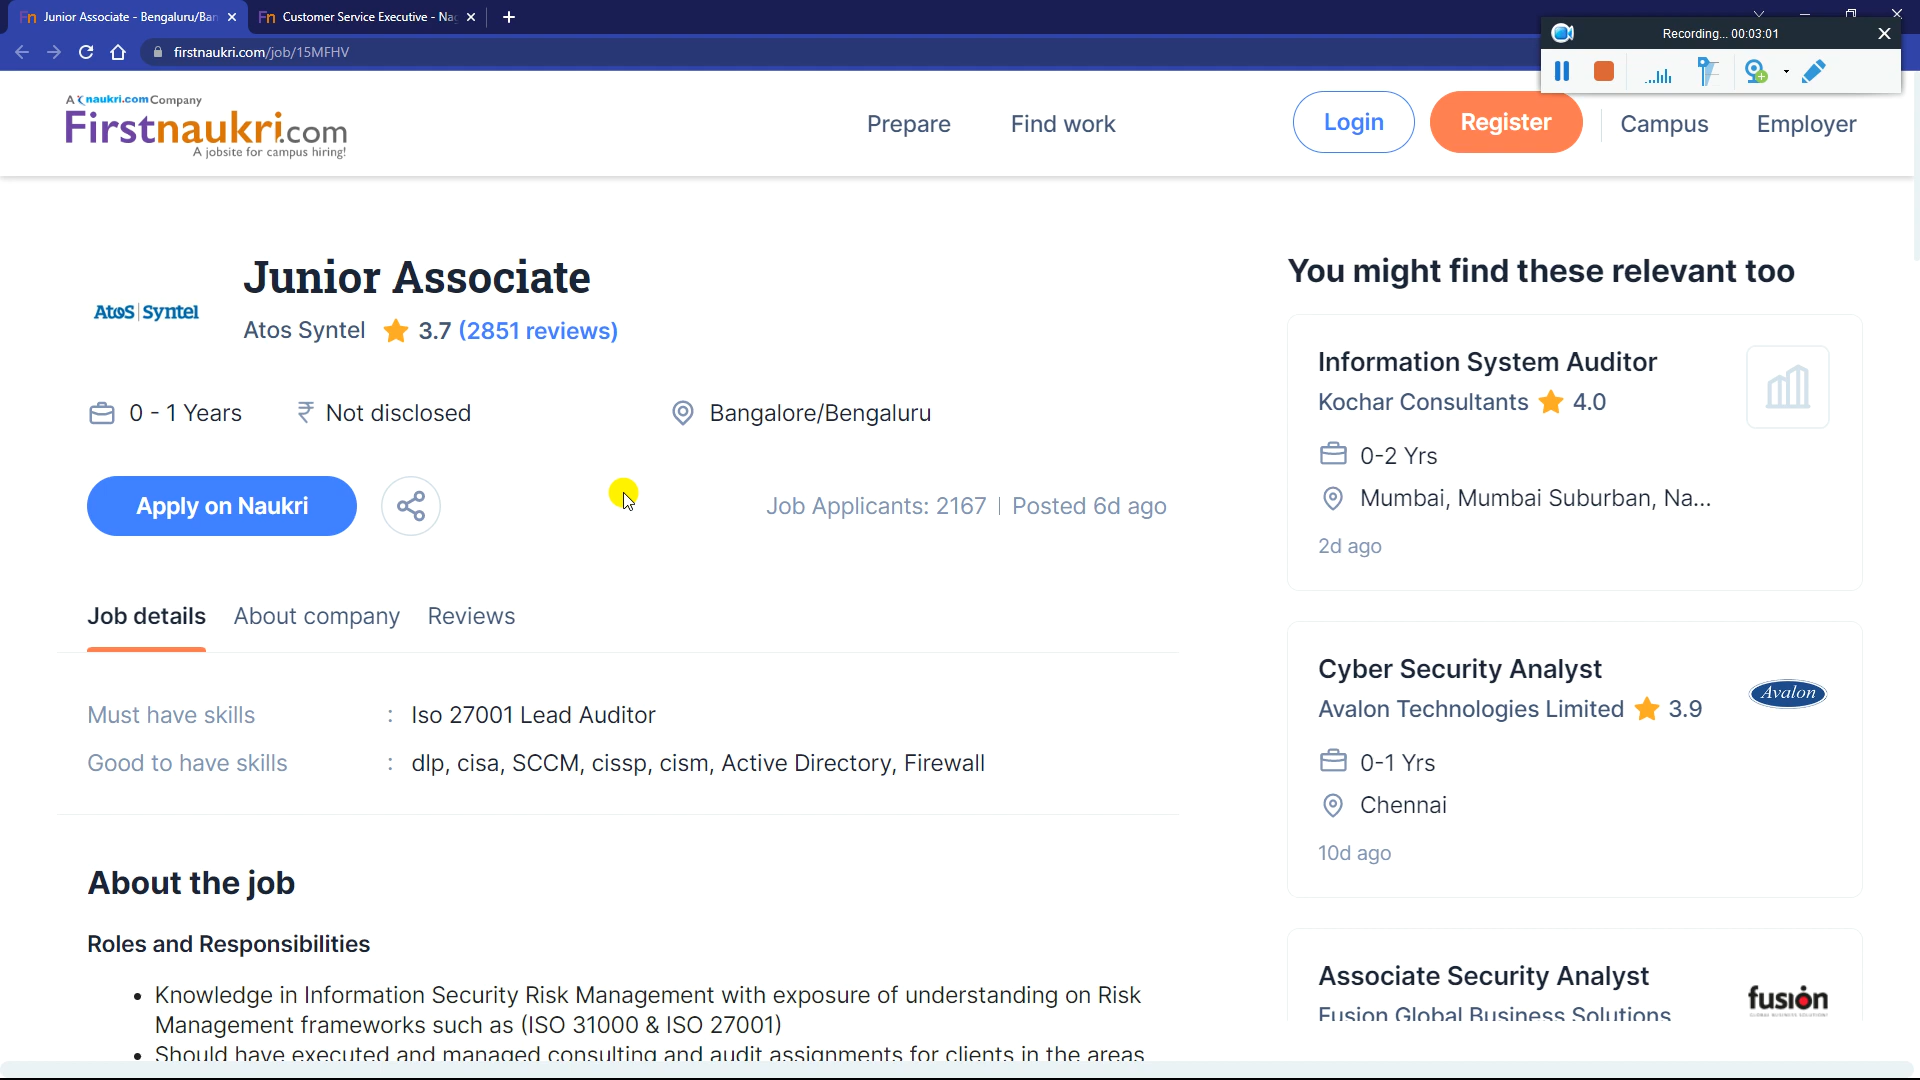 Junior Associate - Bengaluru/Ban
Customer Service Executive - Nag
firstnaukri.com/job/15MFHV
Recording... 00:03:01
A naukri.com Company
Firstnaukri.com
A jobsite for campus hiring!
Prepare
Find work
Login
Register
Campus
Employer
Junior Associate
Atos Syntel
Atos Syntel 3.7 (2851 reviews)
0 - 1 Years
₹ Not disclosed
Bangalore/Bengaluru
Apply on Naukri
Job Applicants: 2167 | Posted 6d ago
Job details
About company
Reviews
Must have skills : Iso 27001 Lead Auditor
Good to have skills : dlp, cisa, SCCM, cissp, cism, Active Directory, Firewall
About the job
Roles and Responsibilities
• Knowledge in Information Security Risk Management with exposure of understanding on Risk
Management frameworks such as (ISO 31000 & ISO 27001)
• Should have executed and managed consulting and audit assignments for clients in the areas
You might find these relevant too
Information System Auditor
Kochar Consultants 4.0
0-2 Yrs
Mumbai, Mumbai Suburban, Na...
2d ago
Cyber Security Analyst
Avalon Technologies Limited 3.9
Avalon
0-1 Yrs
Chennai
10d ago
Associate Security Analyst
Fusion Global Business Solutions
fusion